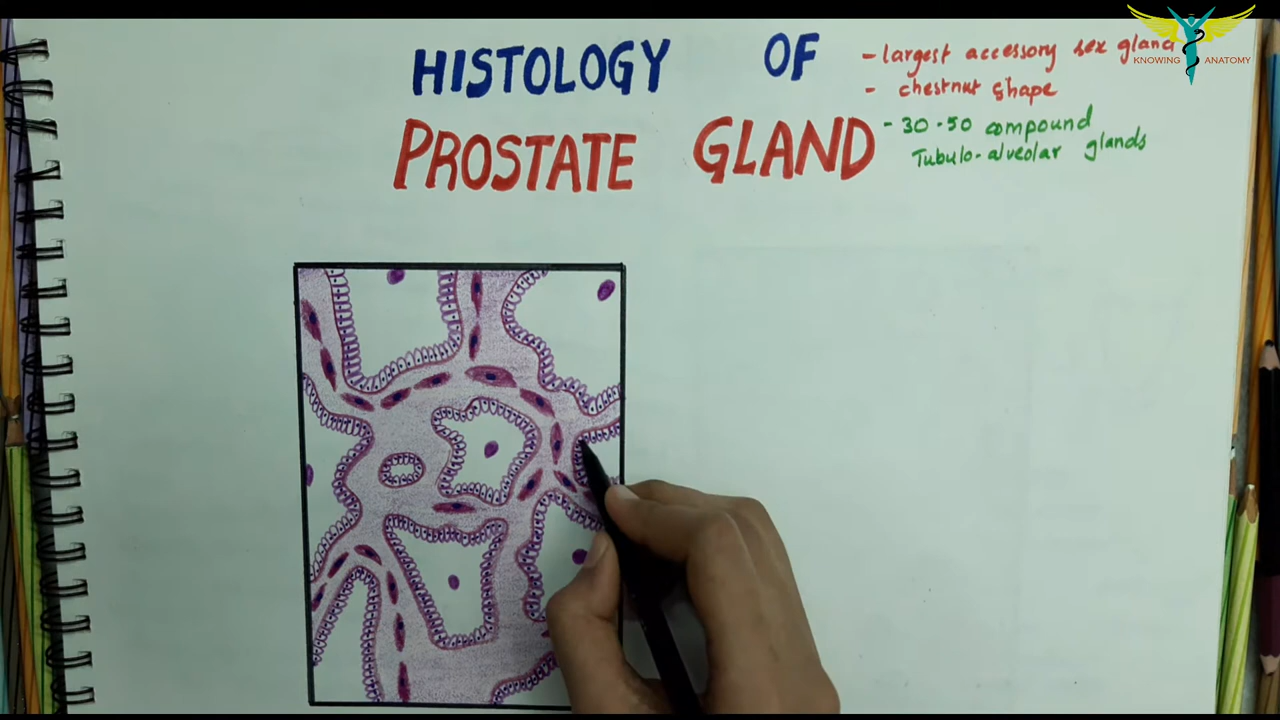 HISTOLOGY OF
PROSTATE GLAND
- largest accessory sex gland
- chestnut shape
- 30-50 compound
Tubulo-alveolar glands
KNOWING ANATOMY